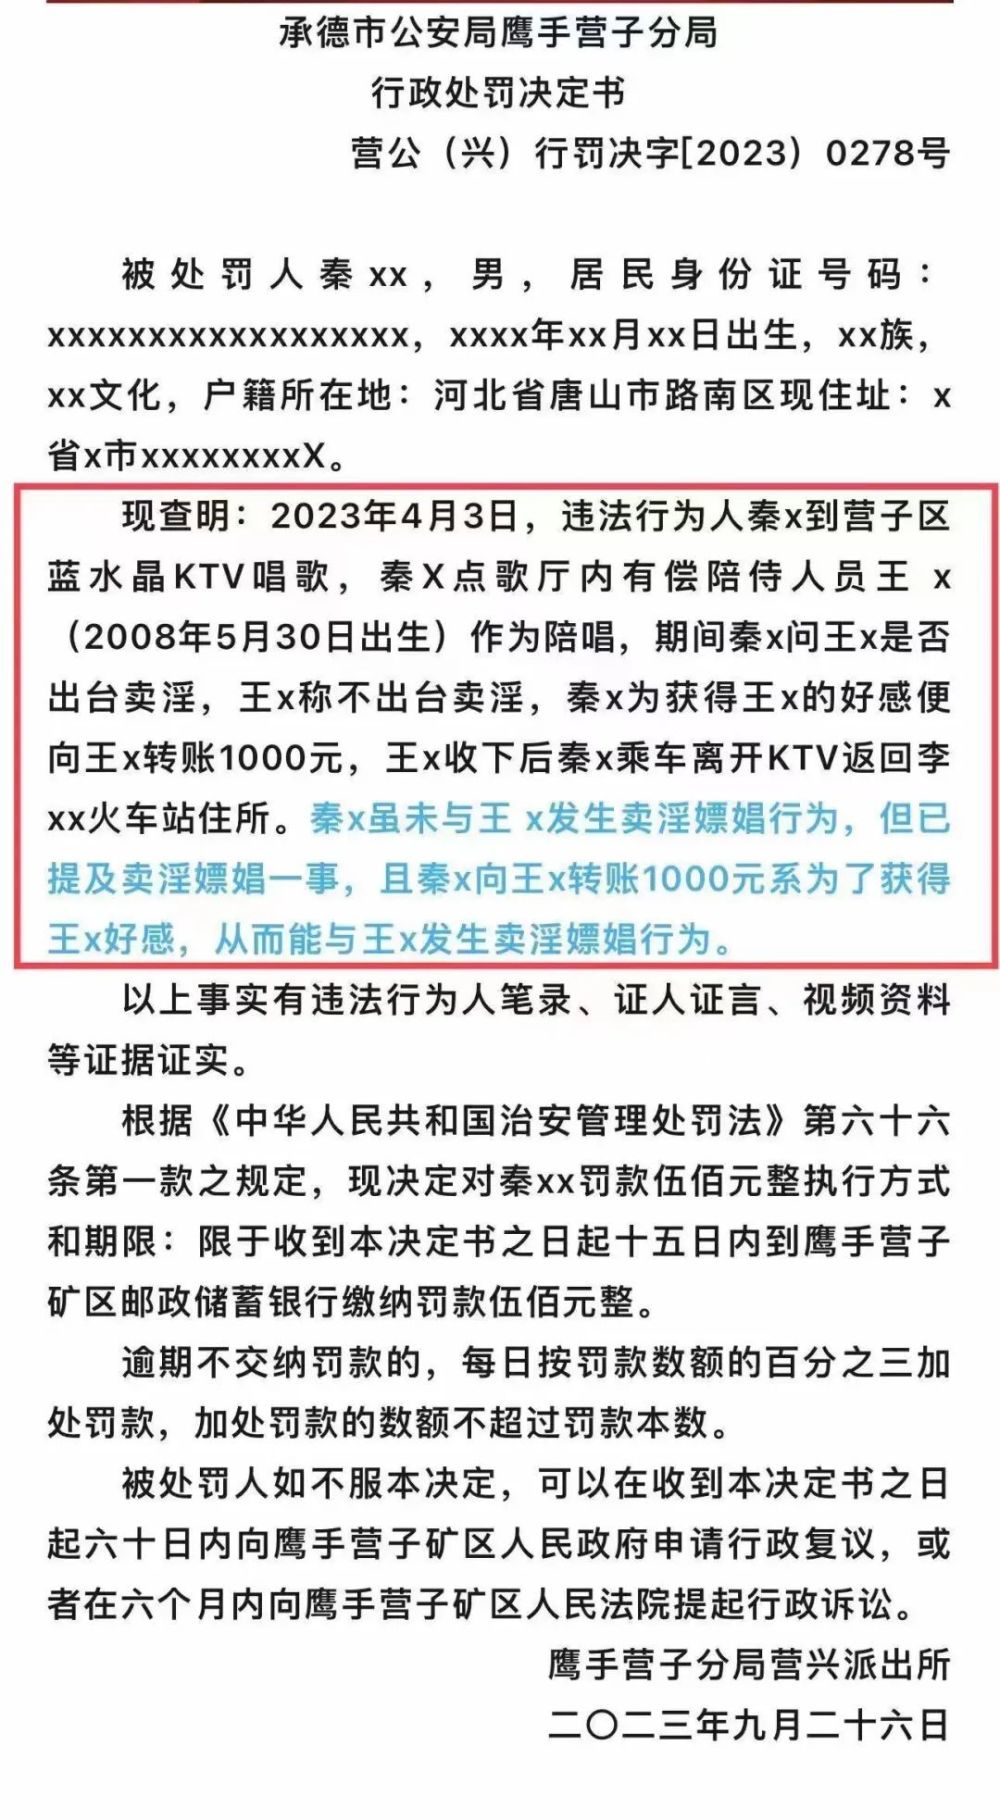 承德市公安局鹰手营子分局
行政处罚决定书
营公（兴）行罚决字[2023）0278号
被处罚人秦xx，男，居民身份证号码：
xxxxxxxxxxxxxxxxxx，xxxx年xx月xx日出生，xx族，
xx文化，户籍所在地：河北省唐山市路南区现住址：x
省x市xxxxxxxxX。
现查明：2023年4月3日，违法行为人秦x到营子区
蓝水晶KTV唱歌，秦X点歌厅内有偿陪待人员王 x
（2008年5月30日出生）作为陪唱，期间秦x问王x是否
出台卖淫，王x称不出台卖淫，秦x为获得王x的好感便
向王x转账1000元，王x收下后秦x乘车离开KTV返回李
xx火车站住所。秦x虽未与王 x发生卖淫嫖娼行为，但已
提及卖淫嫖娼一事，且秦x向王x转账1000元系为了获得
王x好感，从而能与王x发生卖淫嫖娼行为。
以上事实有违法行为人笔录、证人证言、视频资料
等证据证实。
根据《中华人民共和国治安管理处罚法》第六十六
条第一款之规定，现决定对秦xx罚款伍佰元整执行方式
和期限：限于收到本决定书之日起十五日内到鹰手营子
矿区邮政储蓄银行缴纳罚款伍佰元整。
逾期不交纳罚款的，每日按罚款数额的百分之三加
处罚款，加处罚款的数额不超过罚款本数。
被处罚人如不服本决定，可以在收到本决定书之日
起六十日内向鹰手营子矿区人民政府申请行政复议，或
者在六个月内向鹰手营子矿区人民法院提起行政诉讼。
鹰手营子分局营兴派出所
二〇二三年九月二十六日